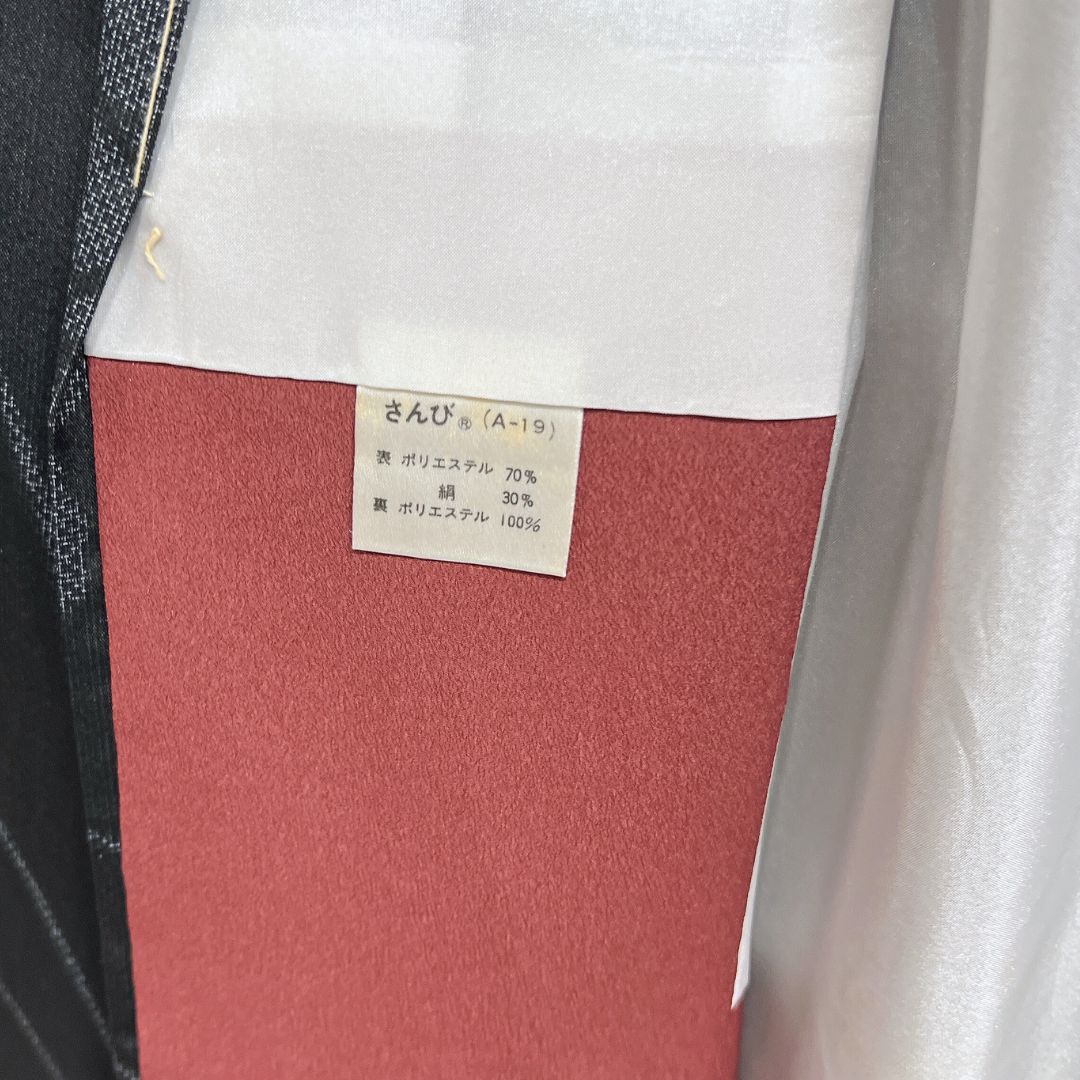 さんび® (A-19)
表 ポリエステル 70%
絹 30%
裏 ポリエステル 100%